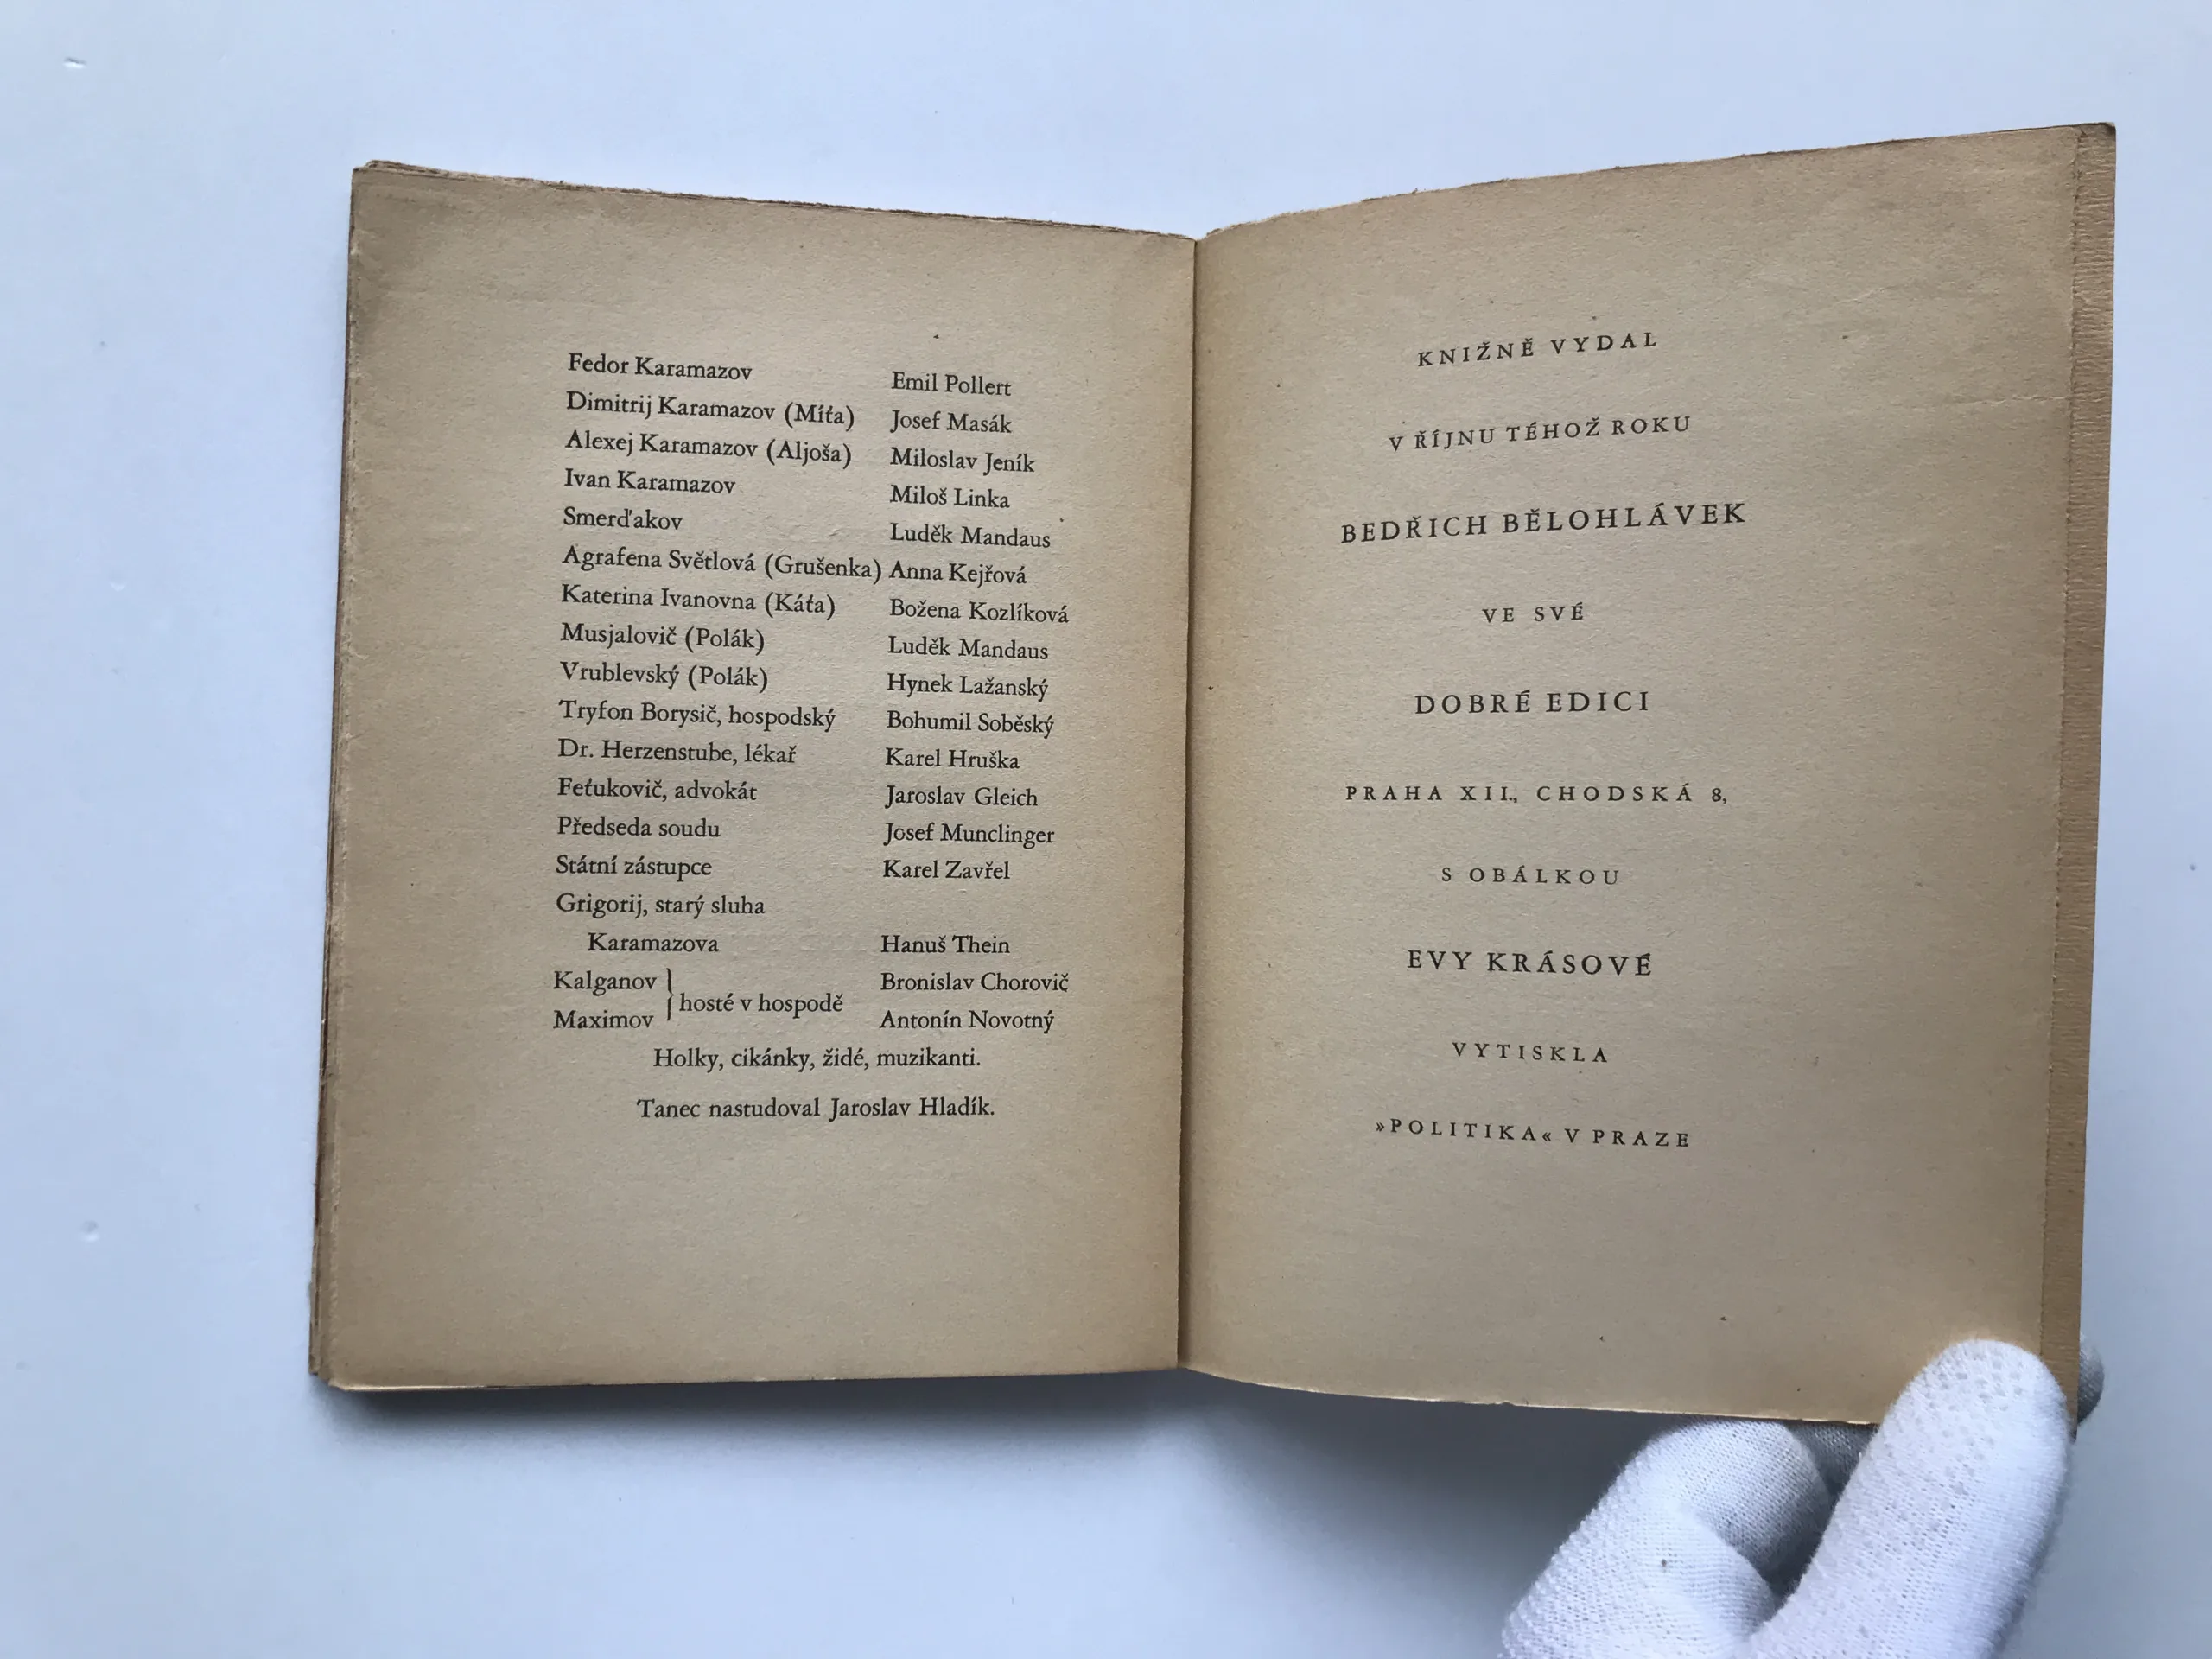 Fedor Karamazov Emil Pollert
Dimitrij Karamazov (Míťa) Josef Masák
Alexej Karamazov (Aljoša) Miloslav Jeník
Ivan Karamazov Miloš Linka
Smerďakov Luděk Mandaus
Agrafena Světlová (Grušenka) Anna Kejřová
Katerina Ivanovna (Káťa) Božena Kozlíková
Musjalovič (Polák) Luděk Mandaus
Vrublevský (Polák) Hynek Lažanský
Tryfon Borysič, hospodský Bohumil Soběský
Dr. Herzenstube, lékař Karel Hruška
Feťukovič, advokát Jaroslav Gleich
Předseda soudu Josef Munclinger
Státní zástupce Karel Zavřel
Grigorij, starý sluha
Karamazova Hanuš Thein
Kalganov Bronislav Chorovič
hosté v hospodě
Maximov Antonín Novotný
Holky, cikánky, židé, muzikanti.
Tanec nastudoval Jaroslav Hladík.
KNIŽNĚ VYDAL
V ŘÍJNU TÉHOŽ ROKU
BEDŘICH BĚLOHLÁVEK
VE SVÉ
DOBRÉ EDICI
PRAHA XII., CHODSKÁ 8,
S OBÁLKOU
EVY KRÁSOVÉ
VYTISKLA
»POLITIKA« V PRAZE